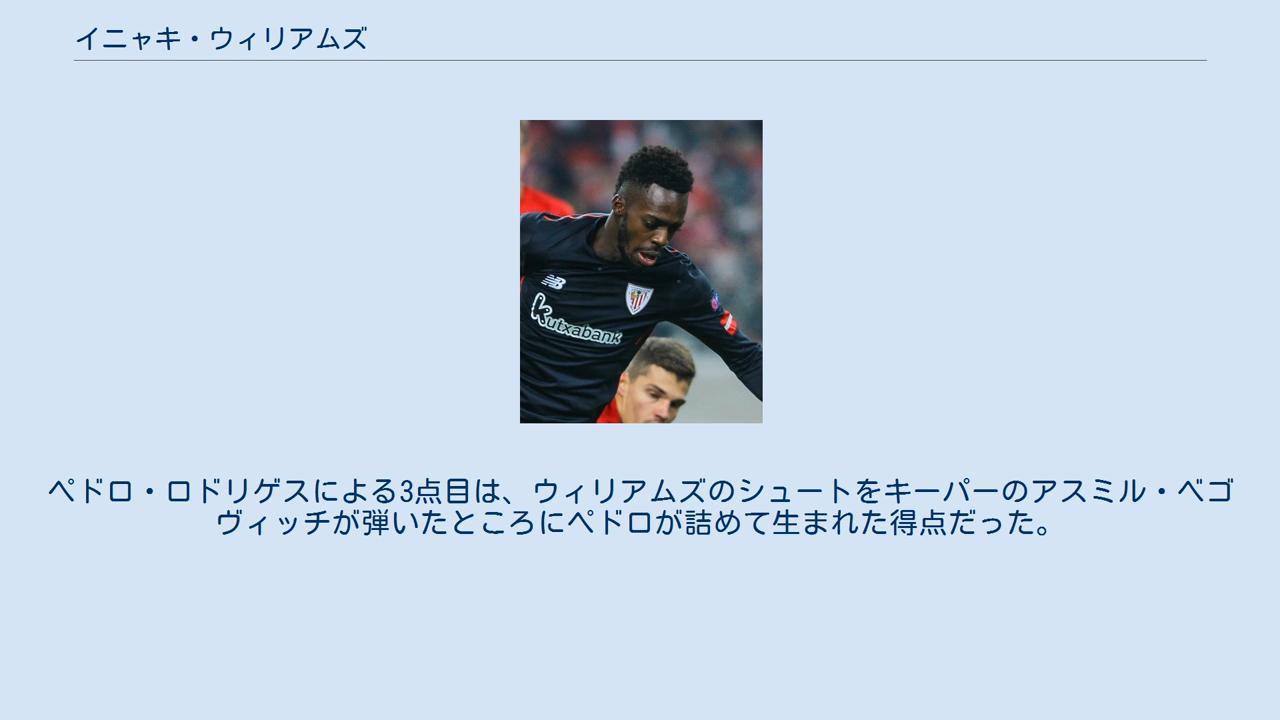 イニャキ・ウィリアムズ
Kutxabank
ペドロ・ロドリゲスによる3点目は、ウィリアムズのシュートをキーパーのアスミル・ベゴ
ヴィッチが弾いたところにペドロが詰めて生まれた得点だった。